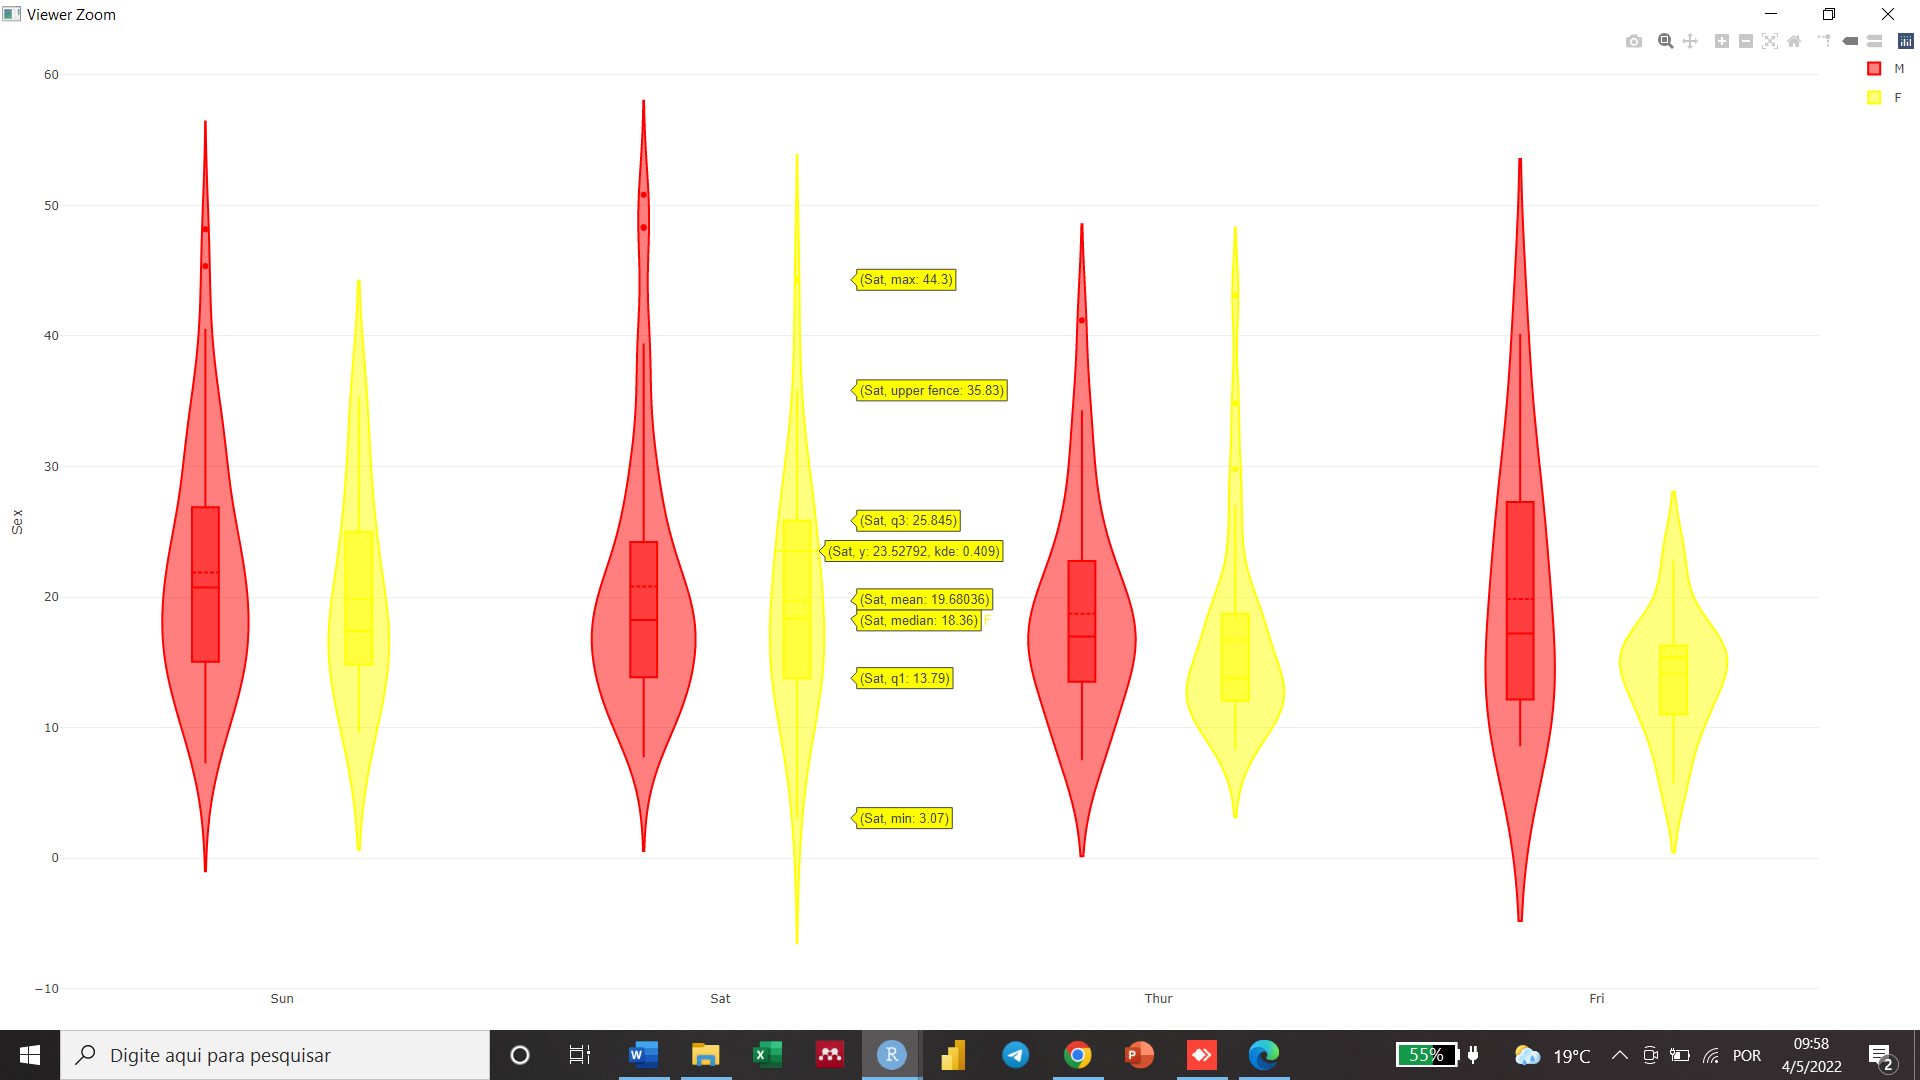 Viewer Zoom
M
F
60
50
40
30
20
10
0
−10
Sex
(Sat, max: 44.3)
(Sat, upper fence: 35.83)
(Sat, q3: 25.845)
(Sat, y: 23.52792, kde: 0.409)
(Sat, mean: 19.68036)
(Sat, median: 18.36) F
(Sat, q1: 13.79)
(Sat, min: 3.07)
Sun Sat Thur Fri
Digite aqui para pesquisar
W
X
R
P
55%
19°C
POR
09:58
4/5/2022
2